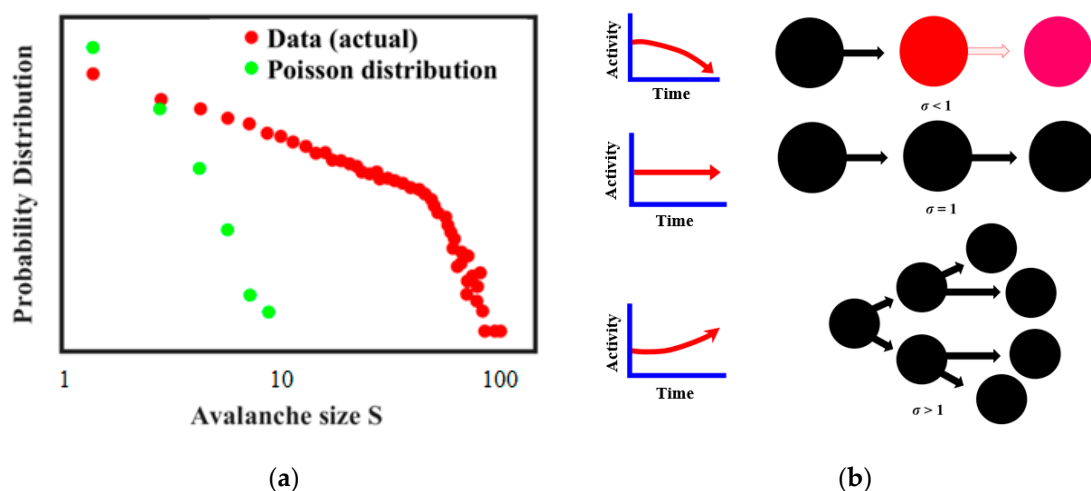 Data (actual)
Poisson distribution
Probability Distribution
1 10 100
Avalanche size S
(a)
Activity
Time
σ < 1
Activity
Time
σ = 1
Activity
Time
σ > 1
(b)